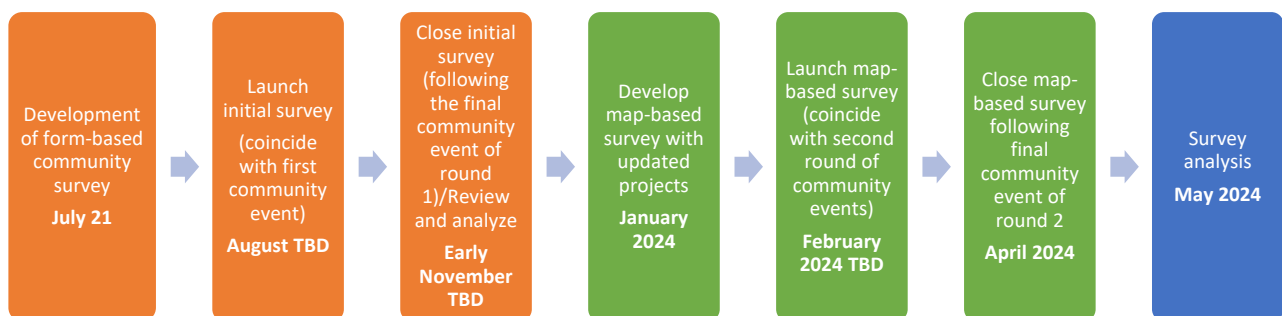 Development
of form-based
community
survey
July 21
Launch
initial survey
(coincide
with first
community
event)
August TBD
Close initial
survey
(following
the final
community
event of
round
1)/Review
and analyze
Early
November
TBD
Develop
map-based
survey with
updated
projects
January
2024
Launch map-
based survey
(coincide
with second
round of
community
events)
February
2024 TBD
Close map-
based survey
following
final
community
event of
round 2
April 2024
Survey
analysis
May 2024